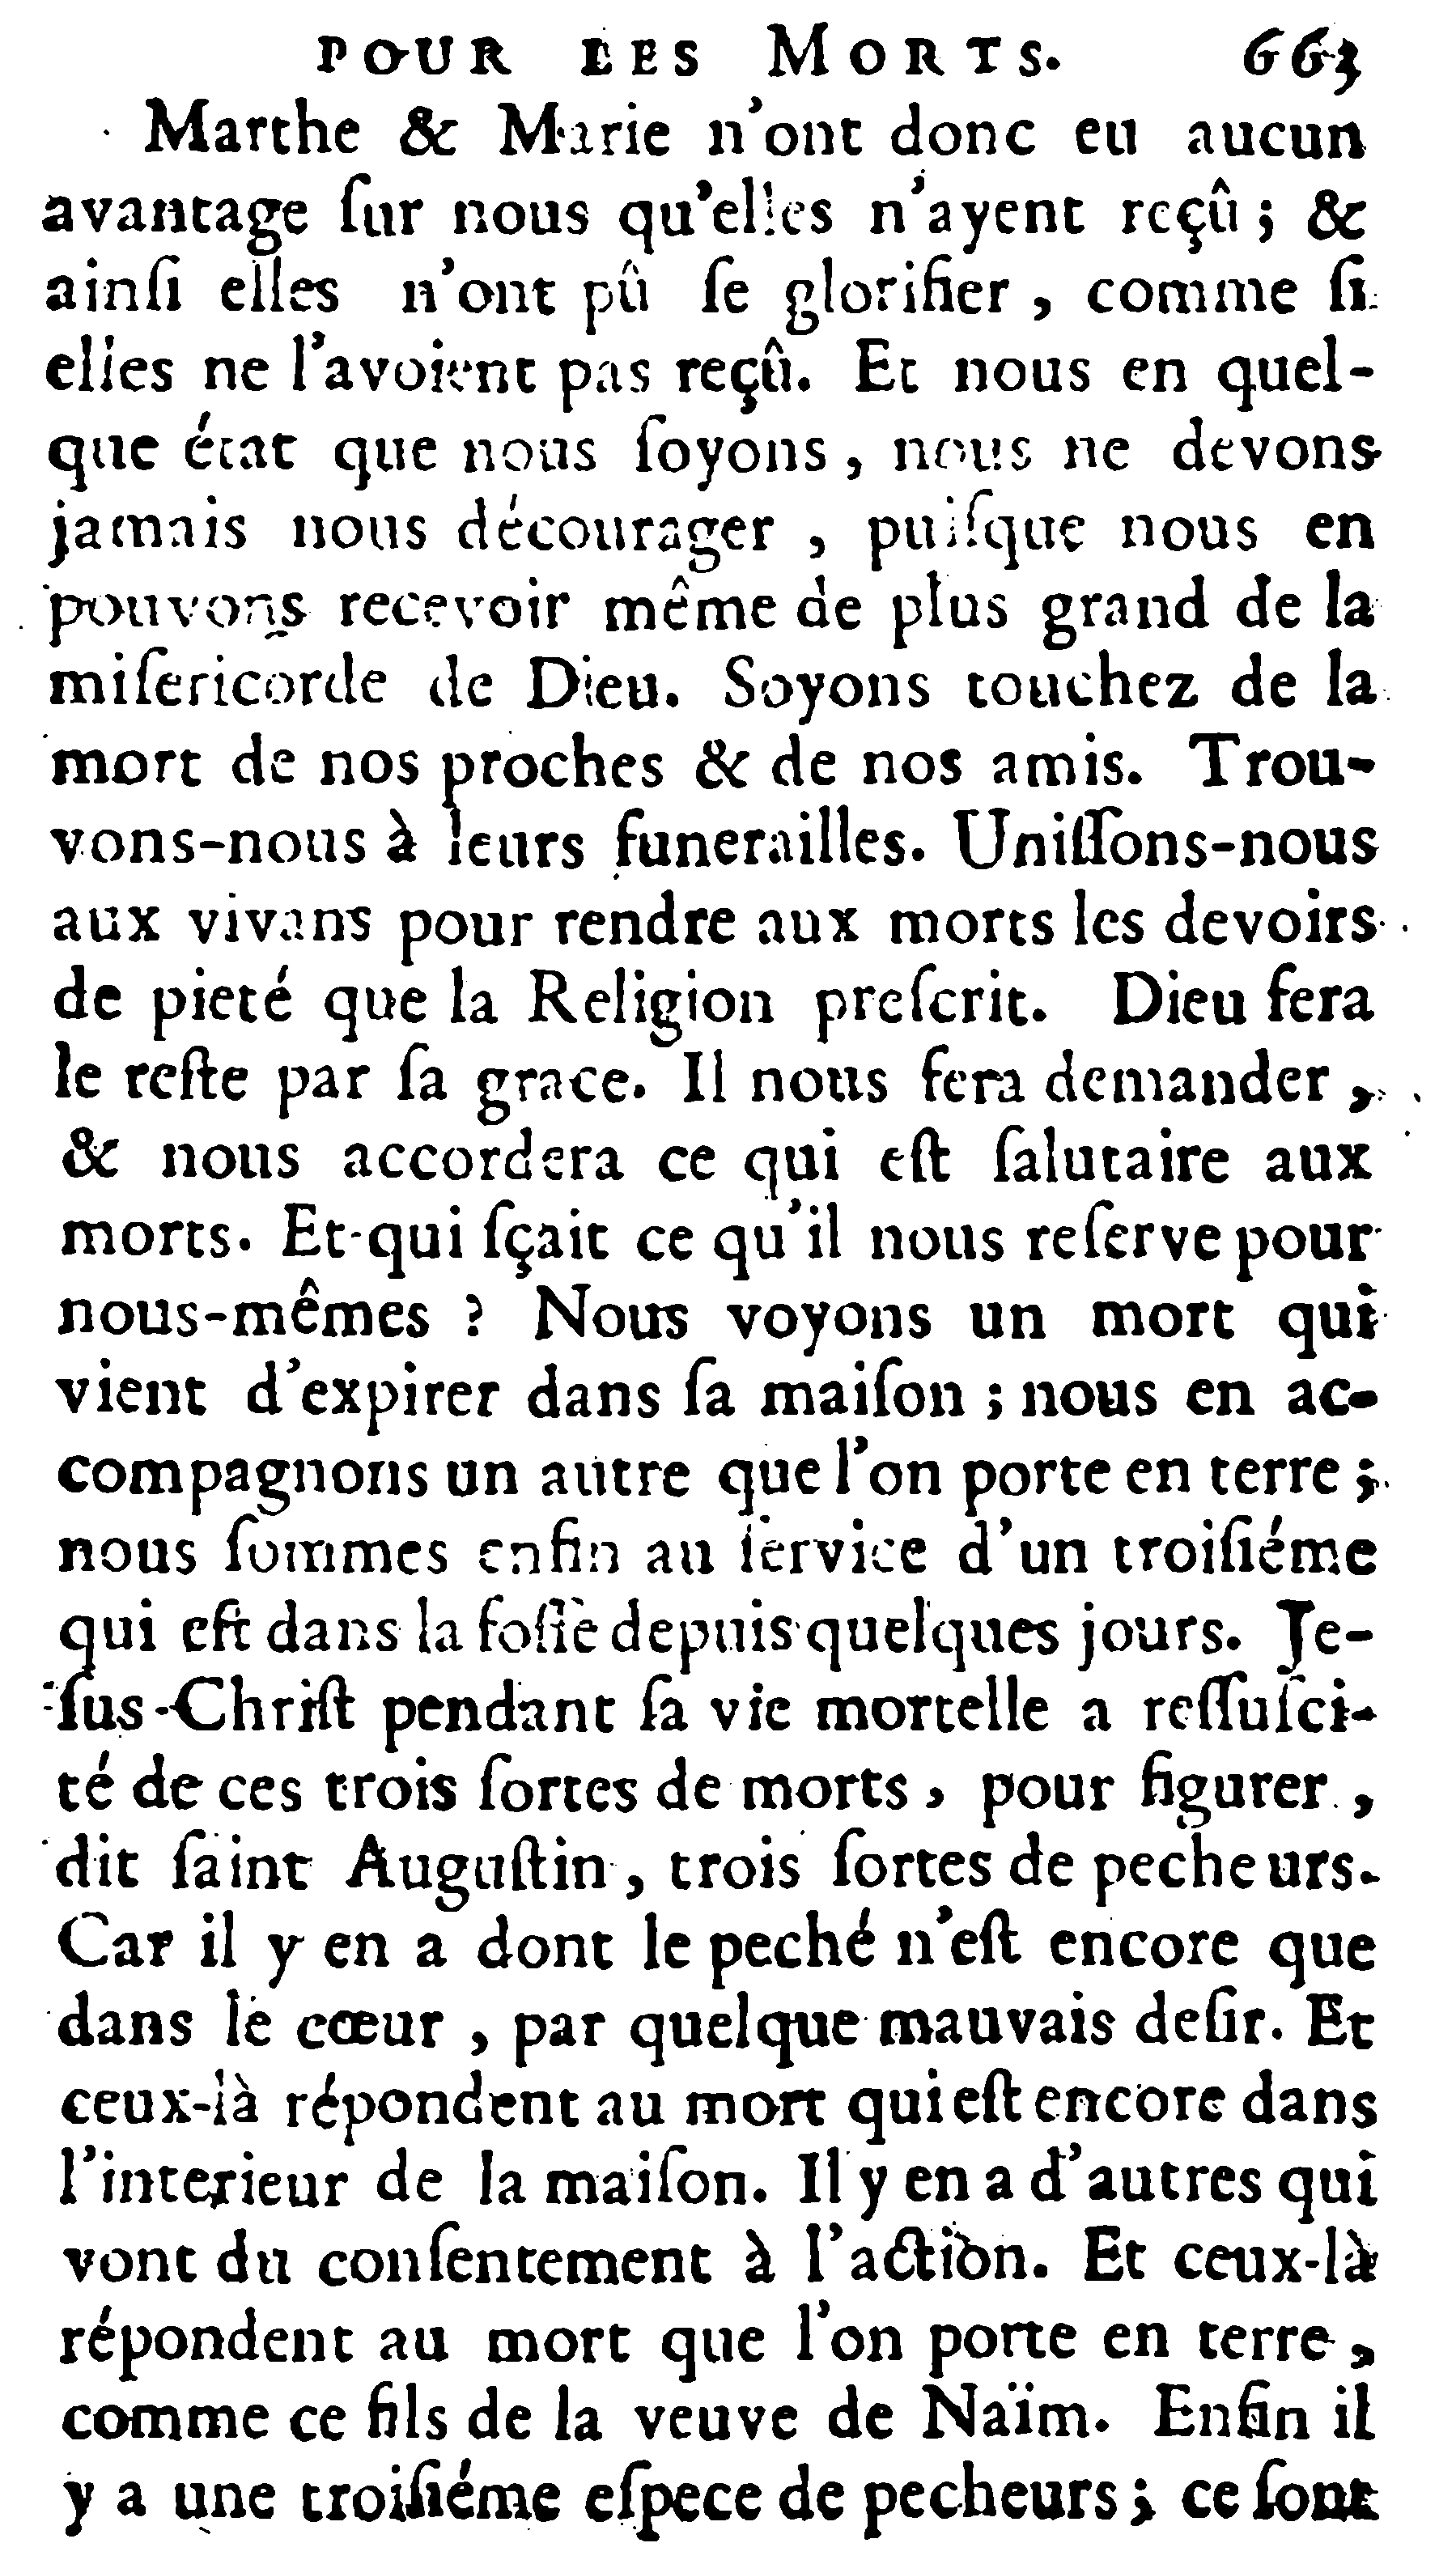 POUR LES MORTS. 663
Marthe & Marie n'ont donc eu aucun
avantage ſur nous qu'elles n'ayent reçû ; &
ainſi elles n'ont pû ſe glorifier , comme ſi
elles ne l'avoient pas reçû. Et nous en quel-
que état que nous ſoyons , nous ne devons
jamais nous décourager , puiſque nous en
pouvons recevoir même de plus grand de la
miſericorde de Dieu. Soyons touchez de la
mort de nos proches & de nos amis. Trou-
vons-nous à leurs funerailles. Uniſſons-nous
aux vivans pour rendre aux morts les devoirs
de pieté que la Religion preſcrit. Dieu fera
le reſte par ſa grace. Il nous fera demander ,
& nous accordera ce qui eſt ſalutaire aux
morts. Et qui ſçait ce qu'il nous reſerve pour
nous-mêmes ? Nous voyons un mort qui
vient d'expirer dans ſa maiſon ; nous en ac-
compagnons un autre que l'on porte en terre ;
nous ſommes enfin au ſervice d'un troiſiéme
qui eſt dans la foſſe depuis quelques jours. Je-
ſus-Chriſt pendant ſa vie mortelle a reſſuſci-
té de ces trois ſortes de morts , pour figurer ,
dit ſaint Auguſtin , trois ſortes de pecheurs.
Car il y en a dont le peché n'eſt encore que
dans le cœur , par quelque mauvais deſir. Et
ceux-là répondent au mort qui eſt encore dans
l'interieur de la maiſon. Il y en a d'autres qui
vont du conſentement à l'action. Et ceux-là
répondent au mort que l'on porte en terre ,
comme ce fils de la veuve de Naïm. Enfin il
y a une troiſiéme eſpece de pecheurs ; ce ſont